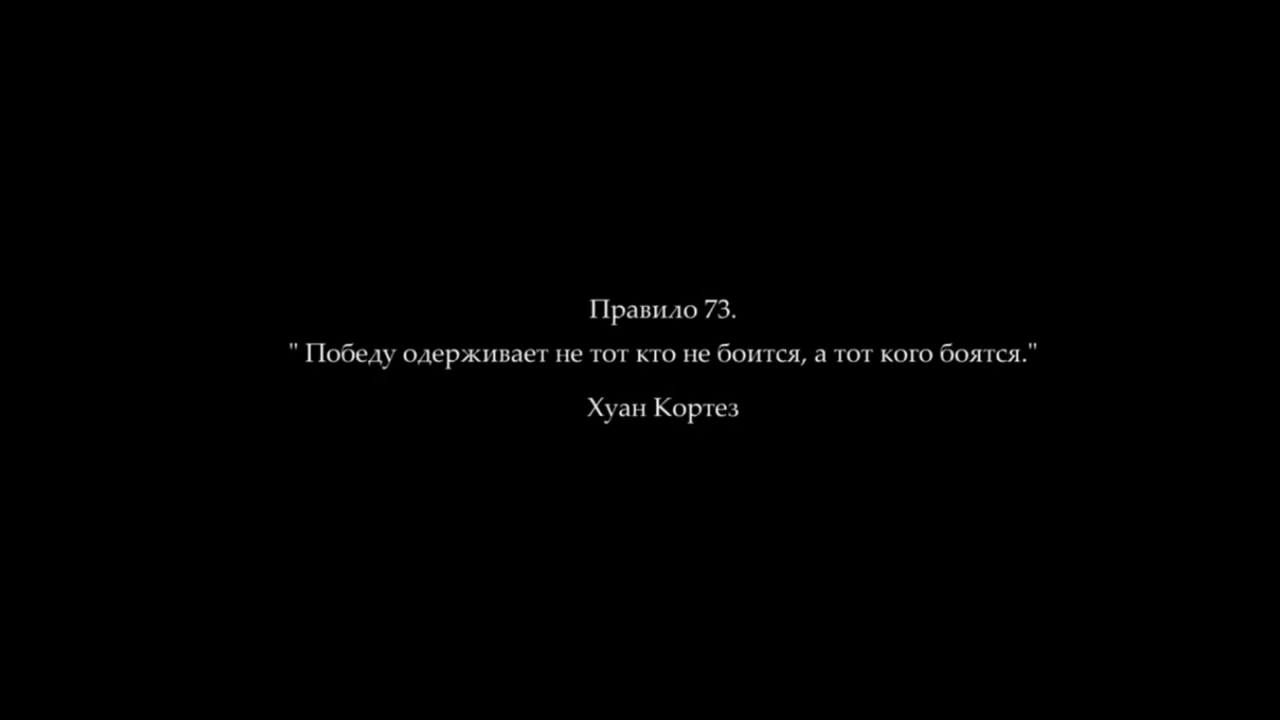 Правило 73.
" Победу одерживает не тот кто не боится, а тот кого боятся."
Хуан Кортез